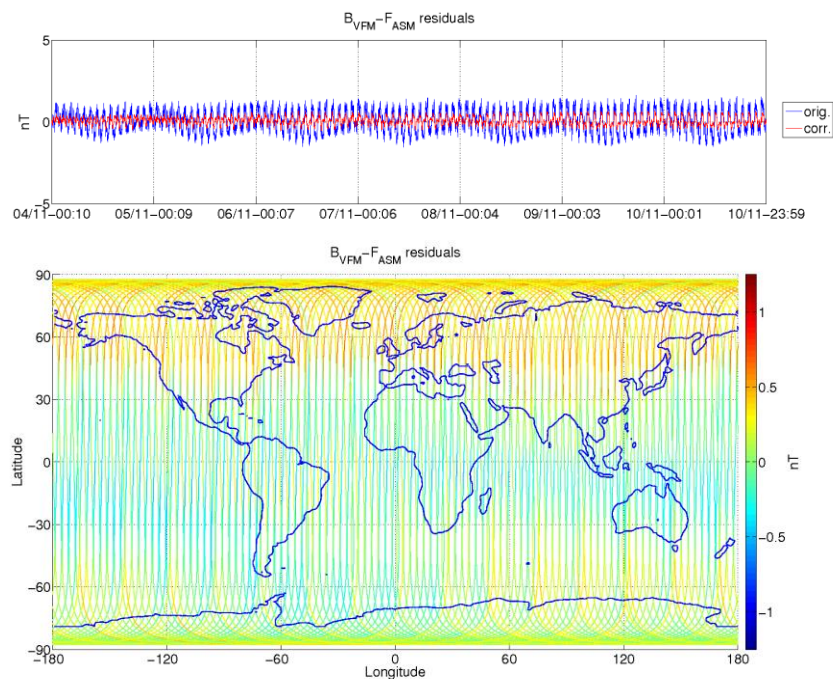 B_VFM−F_ASM residuals
5
0
−5
nT
orig.
corr.
04/11−00:10 05/11−00:09 06/11−00:07 07/11−00:06 08/11−00:04 09/11−00:03 10/11−00:01 10/11−23:59
B_VFM−F_ASM residuals
90
60
30
0
−30
−60
−90
Latitude
−180 −120 −60 0 60 120 180
Longitude
1
0.5
0
−0.5
−1
nT